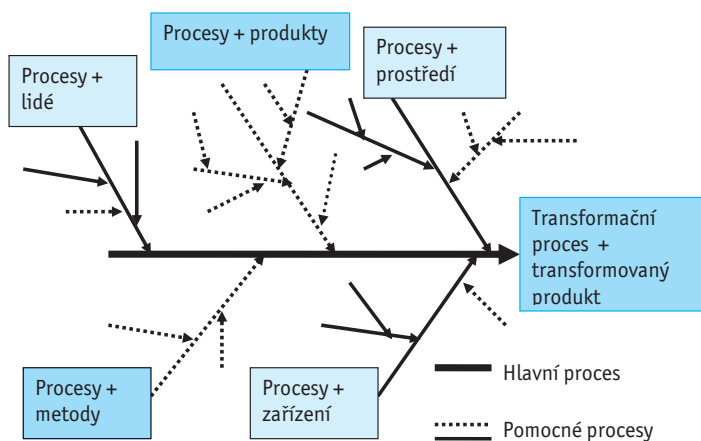 Procesy + produkty
Procesy +
prostředí
Procesy +
lidé
Transformační
proces +
transformovaný
produkt
Procesy +
metody
Procesy +
zařízení
Hlavní proces
Pomocné procesy